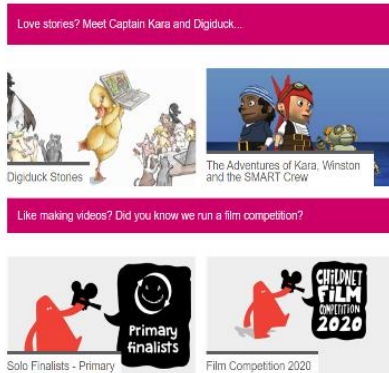 Love stories? Meet Captain Kara and Digiduck...
Digiduck Stories
The Adventures of Kara, Winston
and the SMART Crew
Like making videos? Did you know we run a film competition?
Primary
finalists
Solo Finalists - Primary
CHILDNET
FILM
COMPETITION
2020
Film Competition 2020